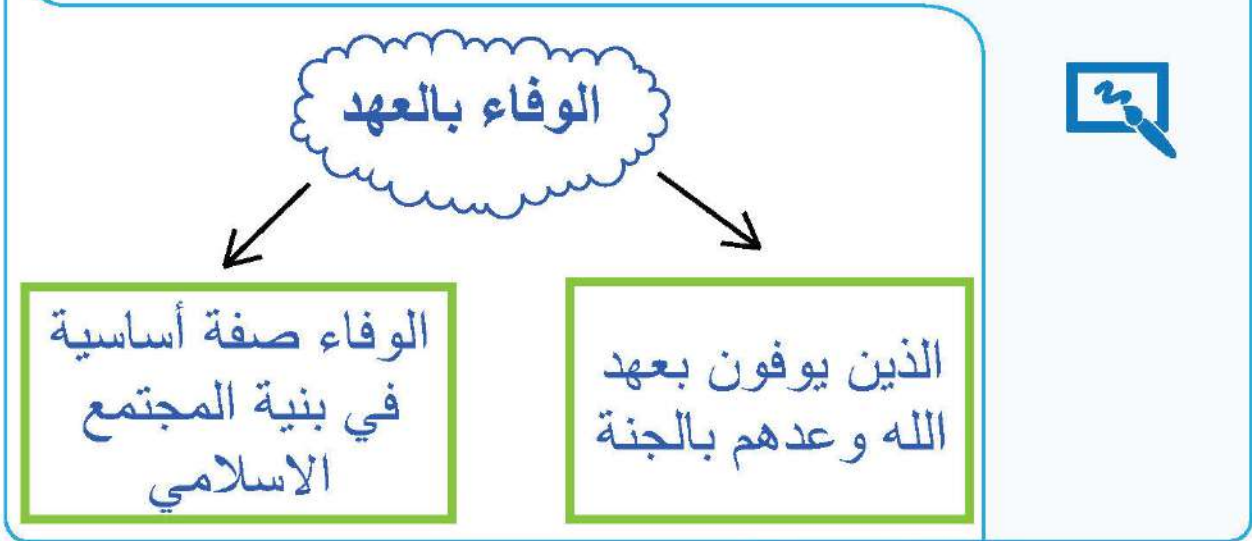 الوفاء بالعهد
الذين يوفون بعهد
الله وعدهم بالجنة
الوفاء صفة أساسية
في بنية المجتمع
الاسلامي